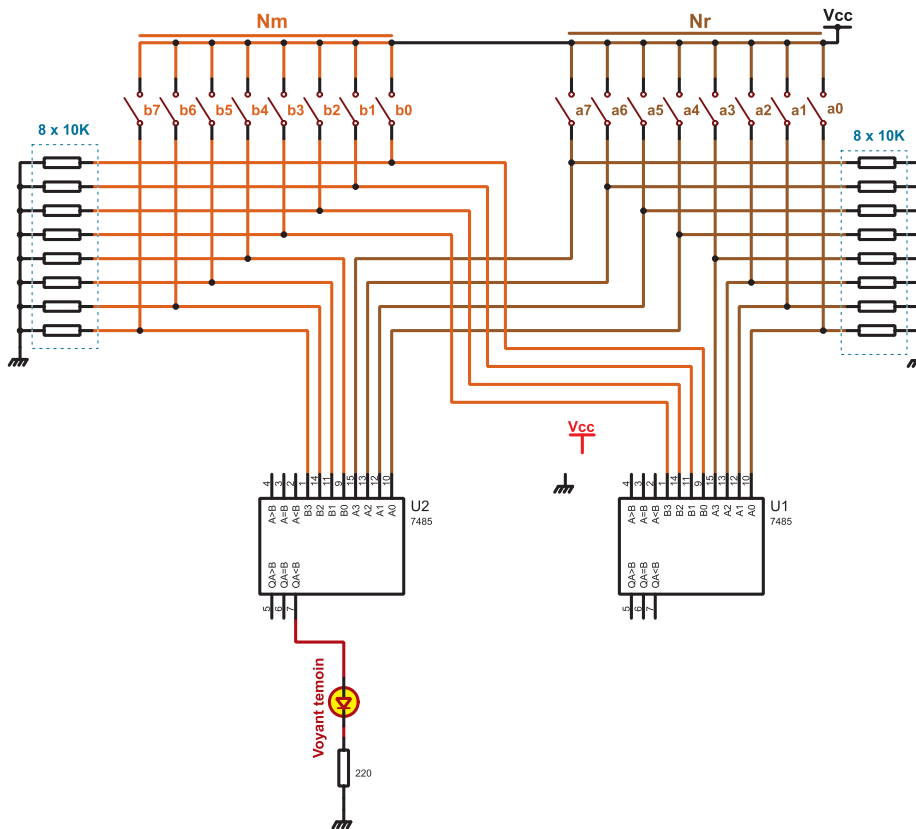 Nm
Nr
Vcc
b7 b6 b5 b4 b3 b2 b1 b0
a7 a6 a5 a4 a3 a2 a1 a0
8 x 10K
8 x 10K
Vcc
4 3 2 1 14 11 9 15 13 12 10
A>B A=B A<B B3 B2 B1 B0 A3 A2 A1 A0
U2
7485
QA>B QA=B QA<B
5 6 7
4 3 2 1 14 11 9 15 13 12 10
A>B A=B A<B B3 B2 B1 B0 A3 A2 A1 A0
U1
7485
QA>B QA=B QA<B
5 6 7
Voyant temoin
220